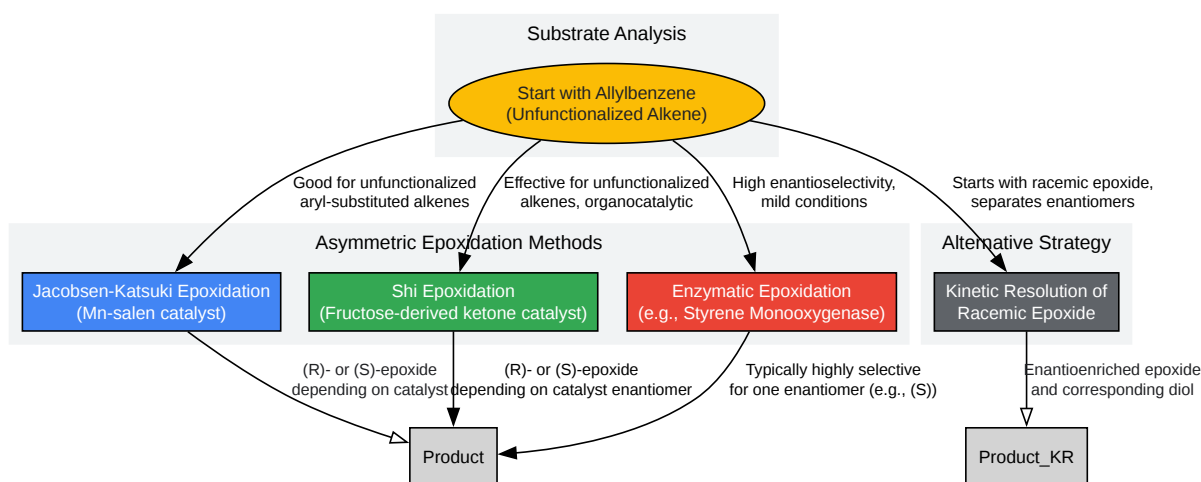 Substrate Analysis
Start with Allylbenzene
(Unfunctionalized Alkene)
Good for unfunctionalized
aryl-substituted alkenes
Effective for unfunctionalized
alkenes, organocatalytic
High enantioselectivity,
mild conditions
Starts with racemic epoxide,
separates enantiomers
Asymmetric Epoxidation Methods
Alternative Strategy
Jacobsen-Katsuki Epoxidation
(Mn-salen catalyst)
Shi Epoxidation
(Fructose-derived ketone catalyst)
Enzymatic Epoxidation
(e.g., Styrene Monooxygenase)
Kinetic Resolution of
Racemic Epoxide
(R)- or (S)-epoxide
depending on catalyst
(R)- or (S)-epoxide
depending on catalyst enantiomer
Typically highly selective
for one enantiomer (e.g., (S))
Enantioenriched epoxide
and corresponding diol
Product
Product_KR